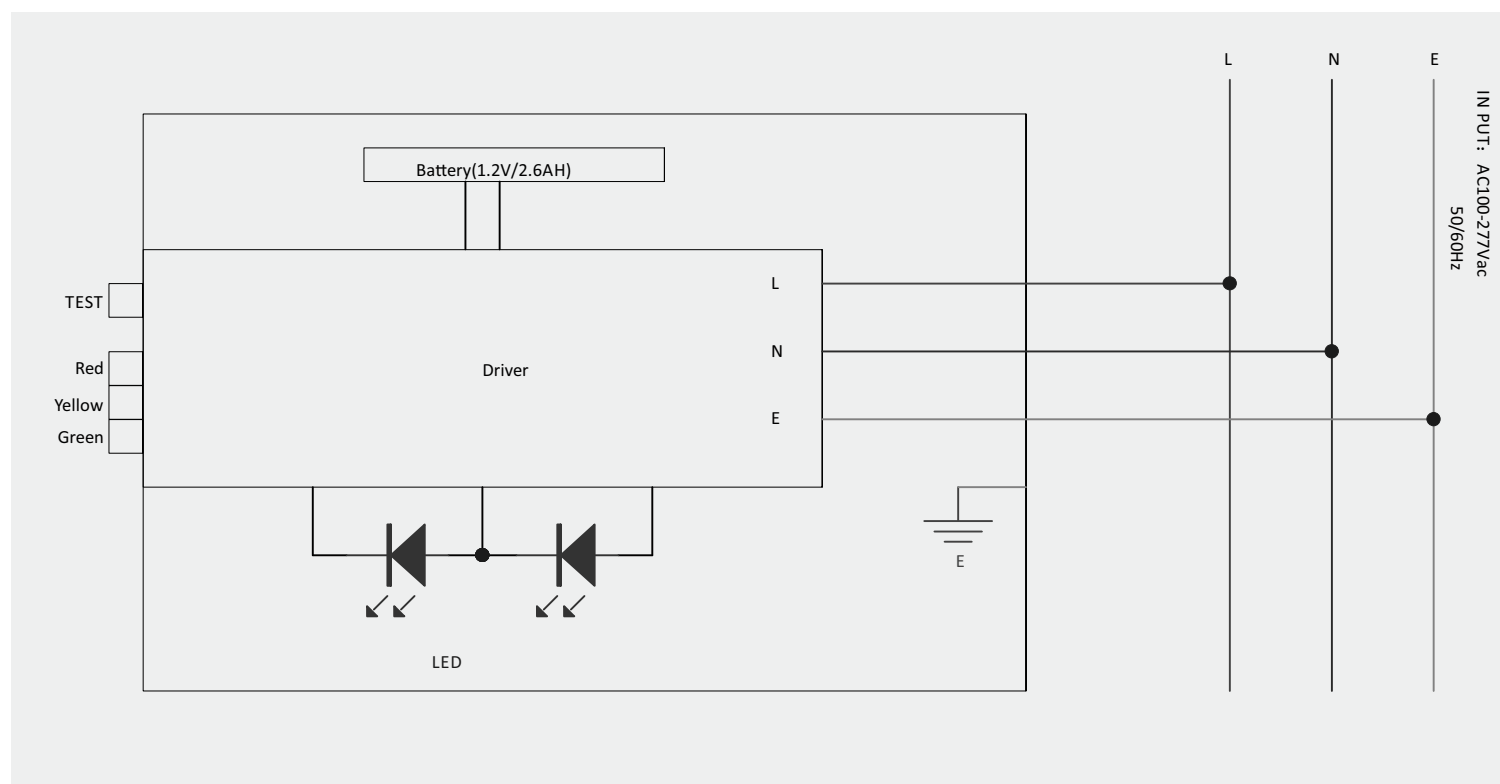 L
N
E
IN PUT：AC100-277Vac
50/60Hz
Battery(1.2V/2.6AH)
TEST
Red
Yellow
Green
Driver
L
N
E
E
LED